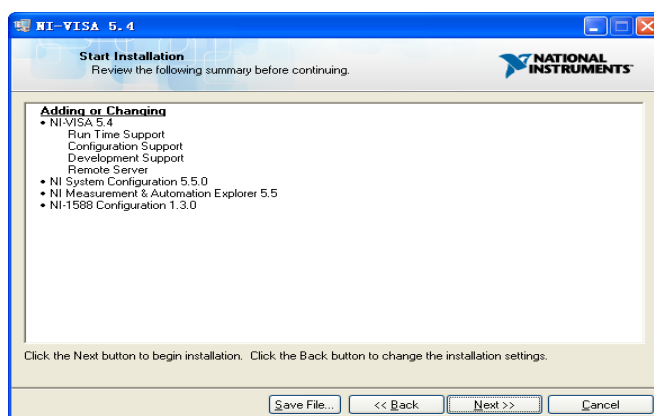 NI-VISA 5.4
Start Installation
Review the following summary before continuing.
NATIONAL
INSTRUMENTS
Adding or Changing
• NI-VISA 5.4
Run Time Support
Configuration Support
Development Support
Remote Server
• NI System Configuration 5.5.0
• NI Measurement & Automation Explorer 5.5
• NI-1588 Configuration 1.3.0
Click the Next button to begin installation.  Click the Back button to change the installation settings.
Save File...
<< Back
Next >>
Cancel